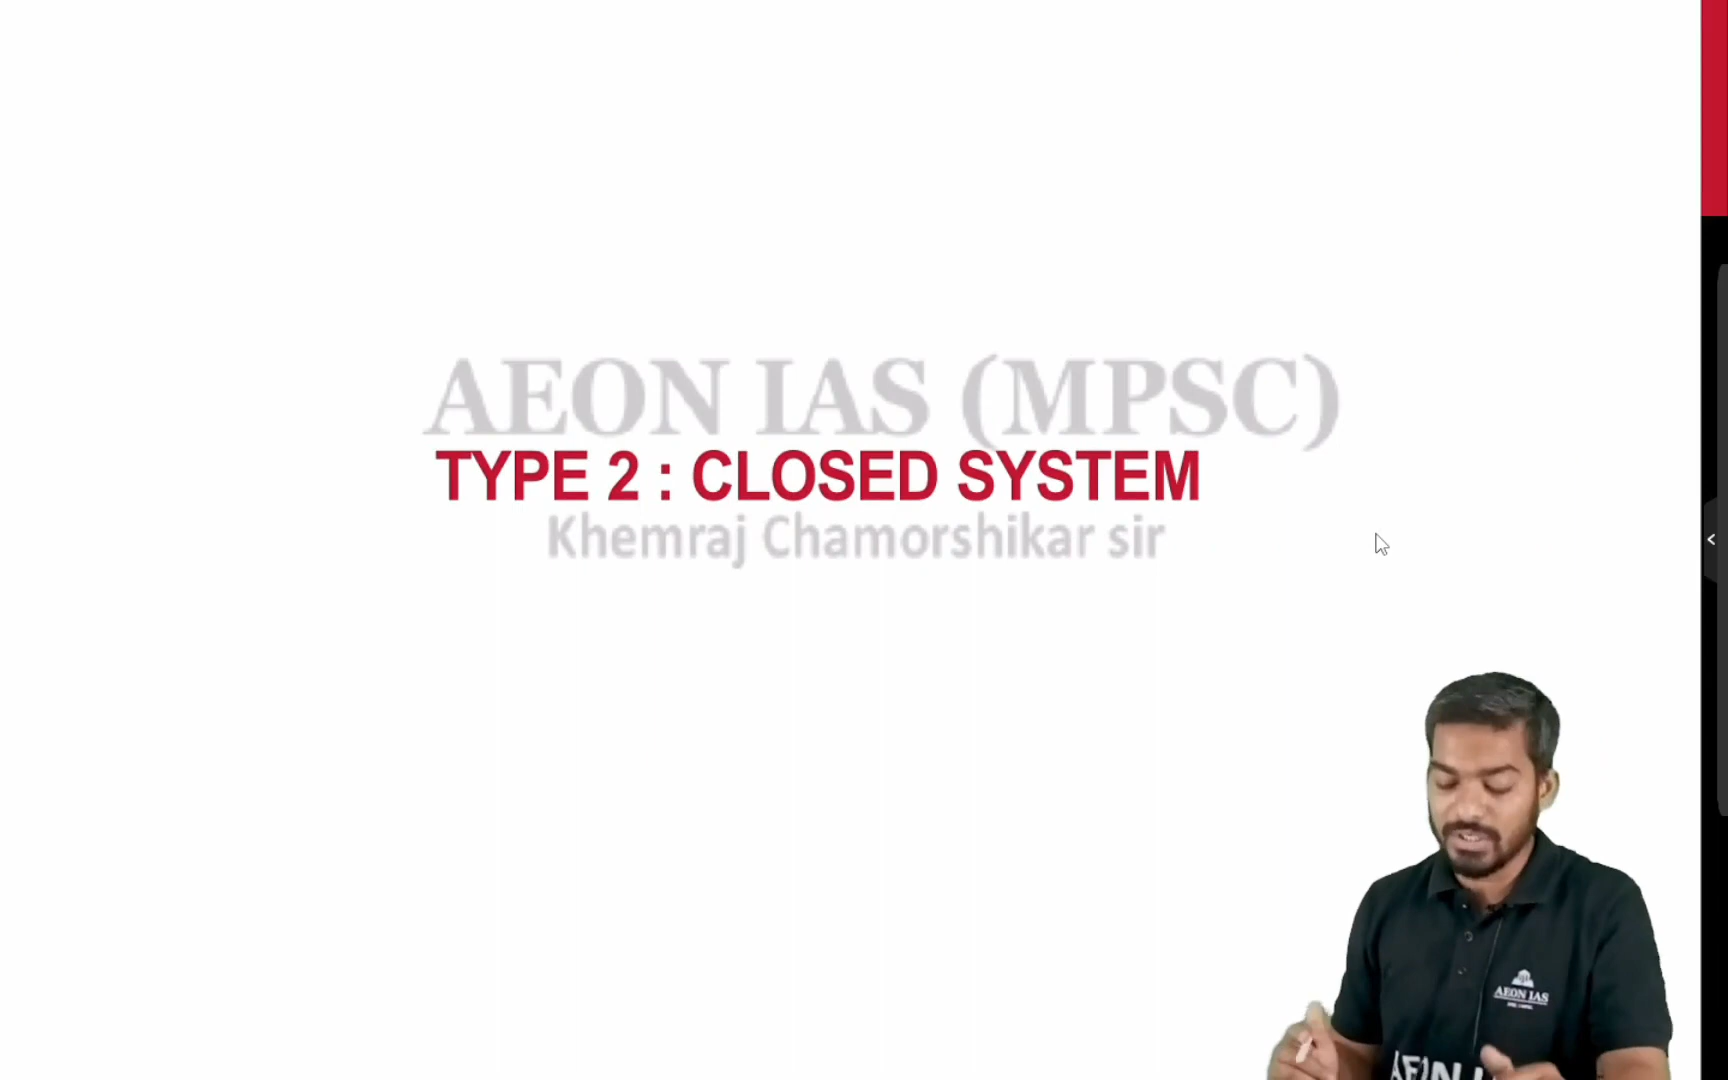 AEON IAS (MPSC)
TYPE 2 : CLOSED SYSTEM
Khemraj Chamorshikar sir
<
AEON IAS